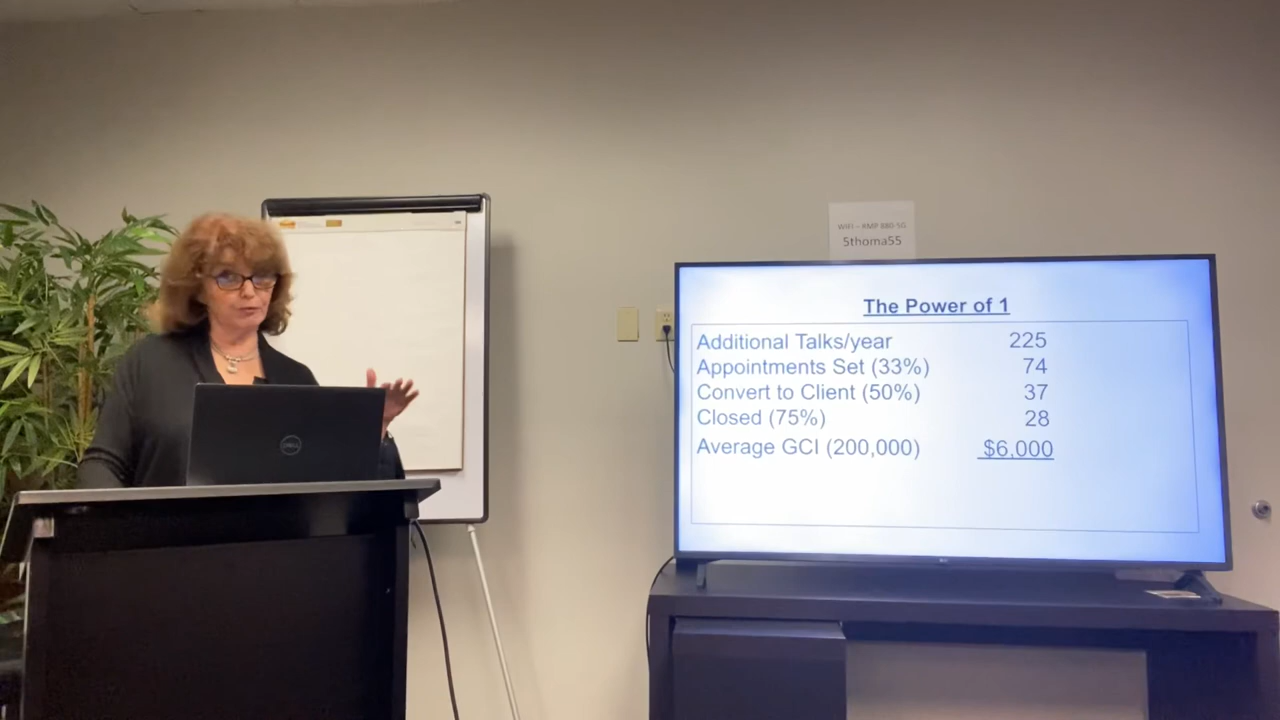 WIFI – RMP 880-5G
5thoma55
The Power of 1
Additional Talks/year 225
Appointments Set (33%) 74
Convert to Client (50%) 37
Closed (75%) 28
Average GCI (200,000) $6,000
DELL